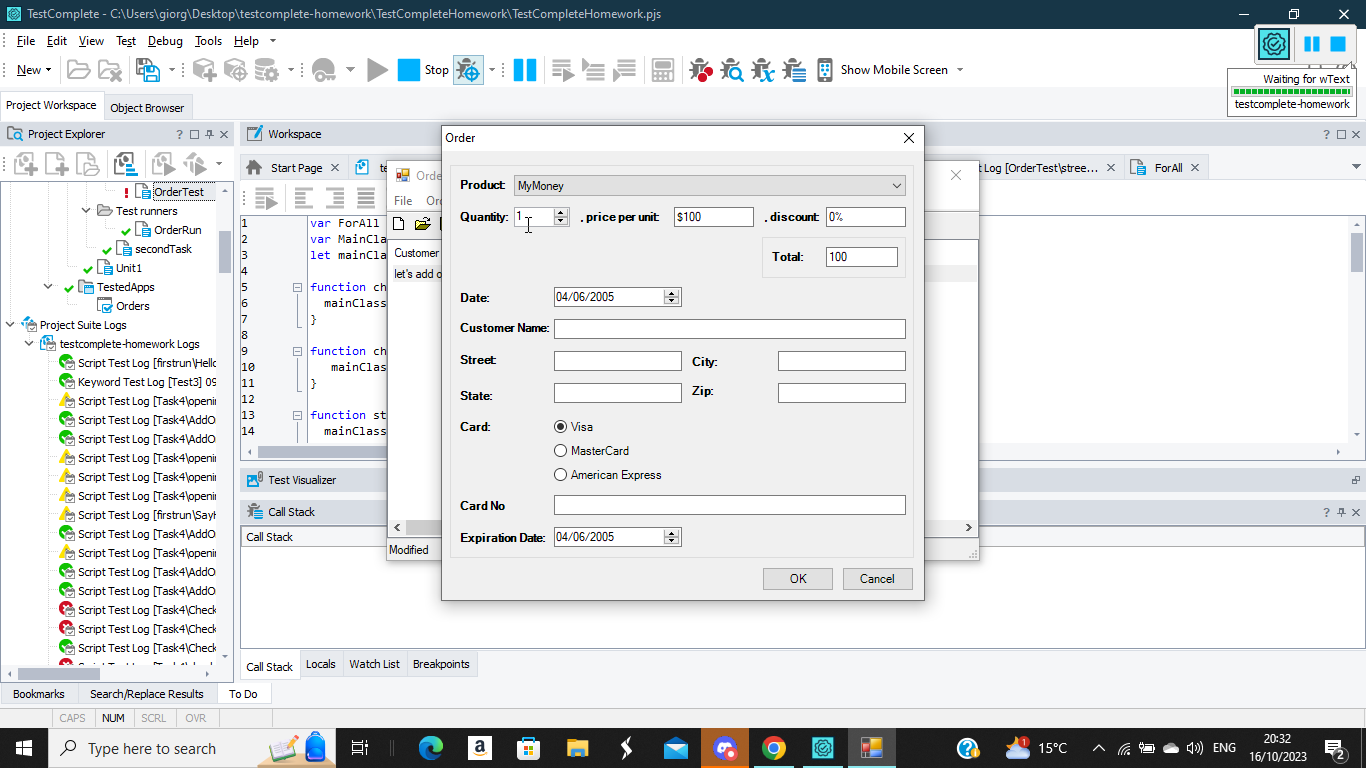 TestComplete - C:\Users\giorg\Desktop\testcomplete-homework\TestCompleteHomework\TestCompleteHomework.pjs
File Edit View Test Debug Tools Help
New Stop Show Mobile Screen
Waiting for wText
testcomplete-homework
Project Workspace Object Browser
Project Explorer
Workspace
Start Page
t Log [OrderTest\stree... ForAll
OrderTest
Test runners
OrderRun
secondTask
Unit1
TestedApps
Orders
Project Suite Logs
testcomplete-homework Logs
Script Test Log [firstrun\Hello
Keyword Test Log [Test3] 09
Script Test Log [Task4\openi
Script Test Log [Task4\AddO
Script Test Log [Task4\AddO
Script Test Log [Task4\openi
Script Test Log [Task4\openi
Script Test Log [Task4\openi
Script Test Log [firstrun\SayH
Script Test Log [Task4\AddO
Script Test Log [Task4\openi
Script Test Log [Task4\AddO
Script Test Log [Task4\AddO
Script Test Log [Task4\Check
Script Test Log [Task4\Check
Script Test Log [Task4\Check
1 var ForAll
2 var MainCla
3 let mainCla
4
5 function ch
6 mainClass
7 }
8
9 function ch
10 mainClas
11 }
12
13 function st
14 mainClass
Orde
File Or
Customer
let's add o
Modified
Order
Product: MyMoney
Quantity: 1 . price per unit: $100 . discount: 0%
Total: 100
Date: 04/06/2005
Customer Name:
Street: City:
State: Zip:
Card: Visa
MasterCard
American Express
Card No
Expiration Date: 04/06/2005
OK Cancel
Test Visualizer
Call Stack
Call Stack
Call Stack Locals Watch List Breakpoints
Bookmarks Search/Replace Results To Do
CAPS NUM SCRL OVR
Type here to search
15°C ENG
20:32
16/10/2023
2